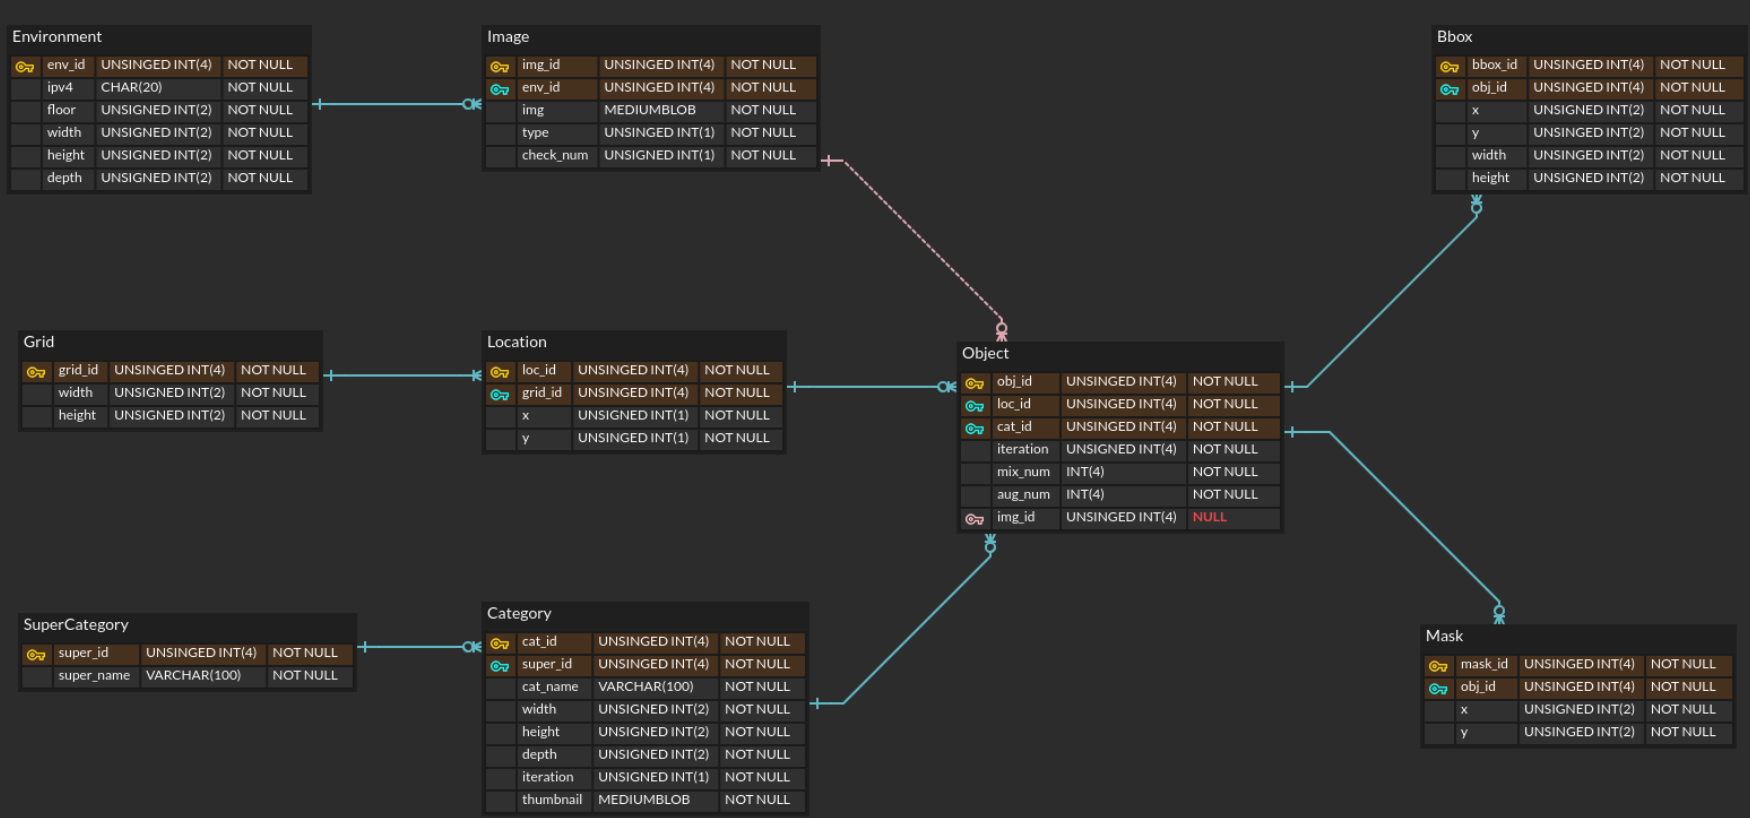 Environment
env_id UNSINGED INT(4) NOT NULL
ipv4 CHAR(20) NOT NULL
floor UNSIGNED INT(2) NOT NULL
width UNSIGNED INT(2) NOT NULL
height UNSIGNED INT(2) NOT NULL
depth UNSIGNED INT(2) NOT NULL
Image
img_id UNSINGED INT(4) NOT NULL
env_id UNSINGED INT(4) NOT NULL
img MEDIUMBLOB NOT NULL
type UNSINGED INT(1) NOT NULL
check_num UNSIGNED INT(1) NOT NULL
Bbox
bbox_id UNSINGED INT(4) NOT NULL
obj_id UNSINGED INT(4) NOT NULL
x UNSIGNED INT(2) NOT NULL
y UNSIGNED INT(2) NOT NULL
width UNSIGNED INT(2) NOT NULL
height UNSIGNED INT(2) NOT NULL
Grid
grid_id UNSINGED INT(4) NOT NULL
width UNSIGNED INT(2) NOT NULL
height UNSIGNED INT(2) NOT NULL
Location
loc_id UNSINGED INT(4) NOT NULL
grid_id UNSINGED INT(4) NOT NULL
x UNSIGNED INT(1) NOT NULL
y UNSINGED INT(1) NOT NULL
Object
obj_id UNSINGED INT(4) NOT NULL
loc_id UNSINGED INT(4) NOT NULL
cat_id UNSINGED INT(4) NOT NULL
iteration UNSIGNED INT(4) NOT NULL
mix_num INT(4) NOT NULL
aug_num INT(4) NOT NULL
img_id UNSINGED INT(4) NULL
SuperCategory
super_id UNSINGED INT(4) NOT NULL
super_name VARCHAR(100) NOT NULL
Category
cat_id UNSINGED INT(4) NOT NULL
super_id UNSINGED INT(4) NOT NULL
cat_name VARCHAR(100) NOT NULL
width UNSIGNED INT(2) NOT NULL
height UNSIGNED INT(2) NOT NULL
depth UNSIGNED INT(2) NOT NULL
iteration UNSIGNED INT(1) NOT NULL
thumbnail MEDIUMBLOB NOT NULL
Mask
mask_id UNSINGED INT(4) NOT NULL
obj_id UNSINGED INT(4) NOT NULL
x UNSIGNED INT(2) NOT NULL
y UNSINGED INT(2) NOT NULL